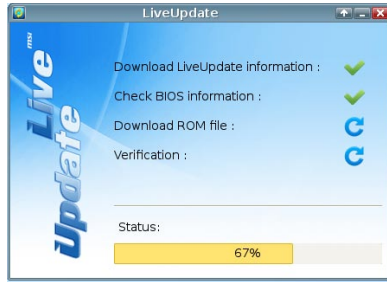 LiveUpdate
msi
Live
Update
Download LiveUpdate information :
Check BIOS information :
Download ROM file :
Verification :
Status:
67%